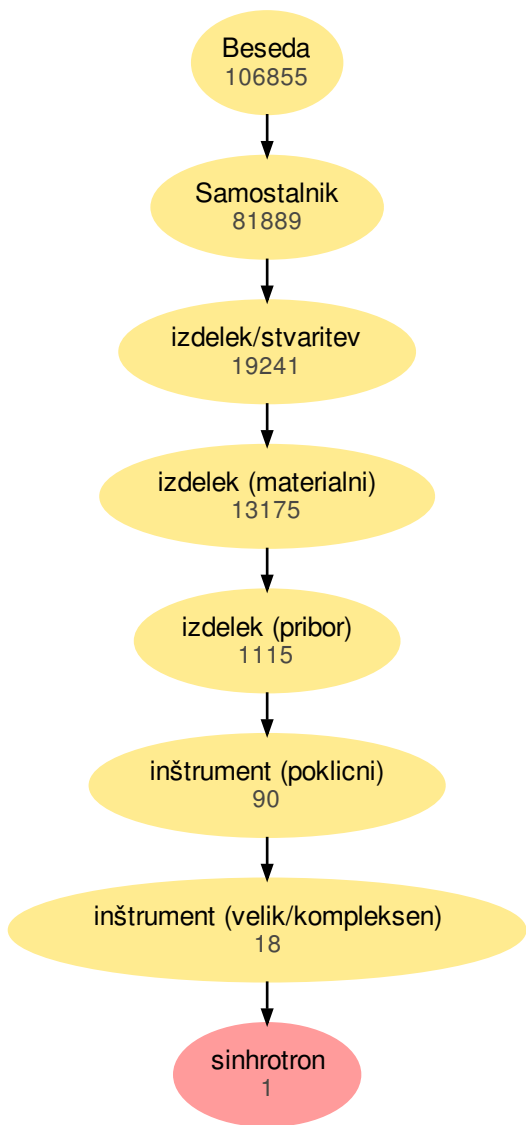 Beseda
106855
Samostalnik
81889
izdelek/stvaritev
19241
izdelek (materialni)
13175
izdelek (pribor)
1115
inštrument (poklicni)
90
inštrument (velik/kompleksen)
18
sinhrotron
1